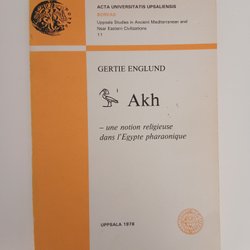 ACTA UNIVERSITATIS UPSALIENSIS
BOREAS
Uppsala Studies in Ancient Mediterranean and
Near Eastern Civilizations
11
GERTIE ENGLUND
Akh
– une notion religieuse
dans l'Égypte pharaonique
UPPSALA 1978